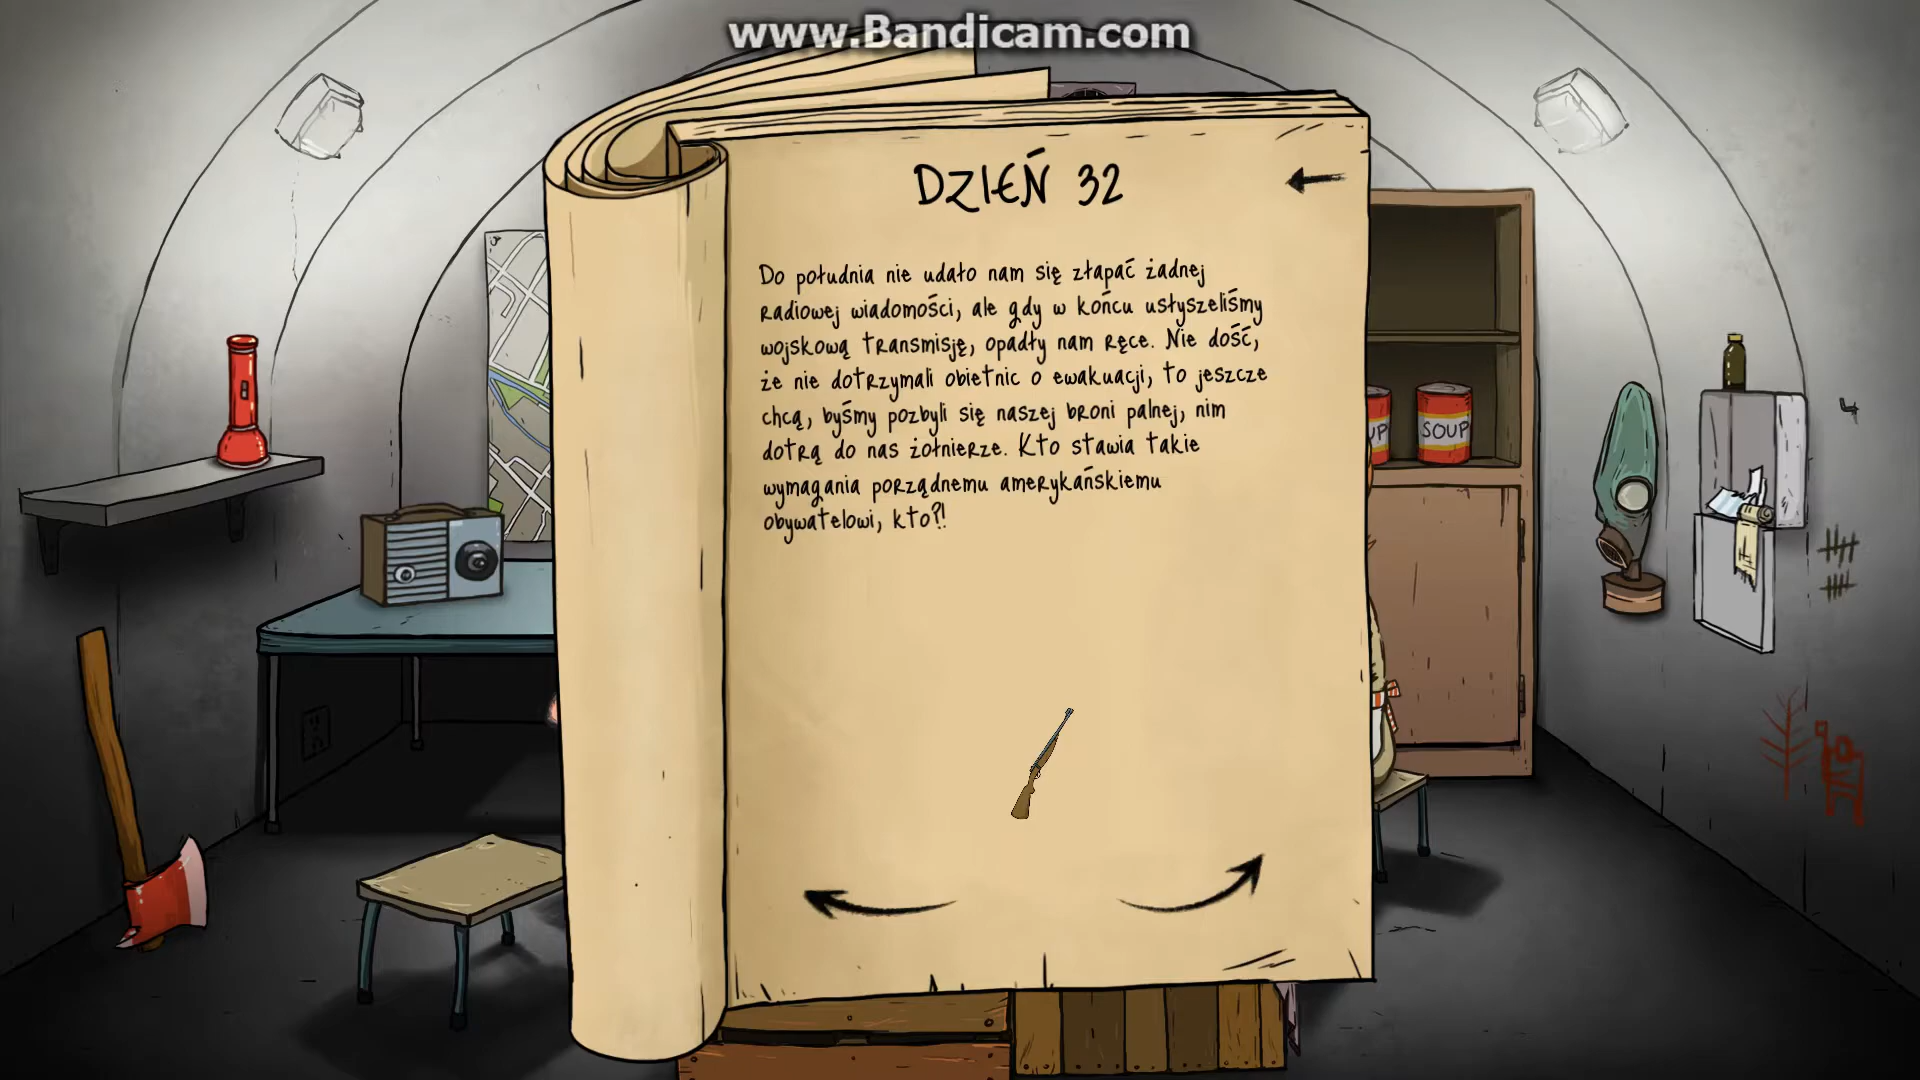 www.Bandicam.com
DZIEŃ 32
Do południa nie udało nam się złapać żadnej
radiowej wiadomości, ale gdy w końcu usłyszeliśmy
wojskową transmisję, opadły nam ręce. Nie dość,
że nie dotrzymali obietnic o ewakuacji, to jeszcze
chcą, byśmy pozbyli się naszej broni palnej, nim
dotrą do nas żołnierze. Kto stawia takie
wymagania porządnemu amerykańskiemu
obywatelowi, kto?!
UP
SOUP